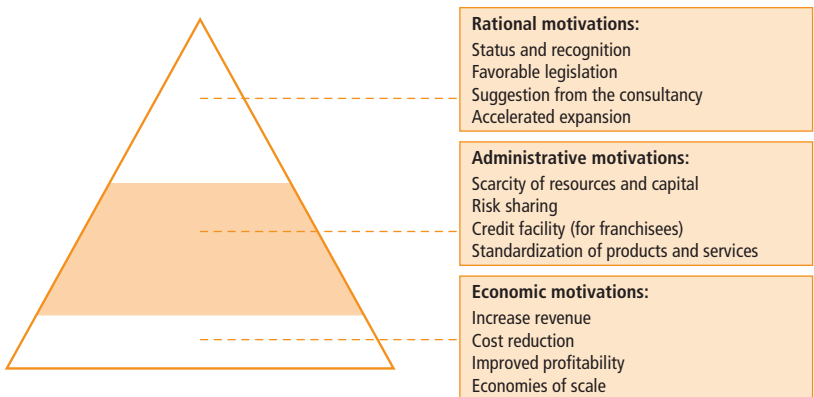 Rational motivations:
Status and recognition
Favorable legislation
Suggestion from the consultancy
Accelerated expansion
Administrative motivations:
Scarcity of resources and capital
Risk sharing
Credit facility (for franchisees)
Standardization of products and services
Economic motivations:
Increase revenue
Cost reduction
Improved profitability
Economies of scale